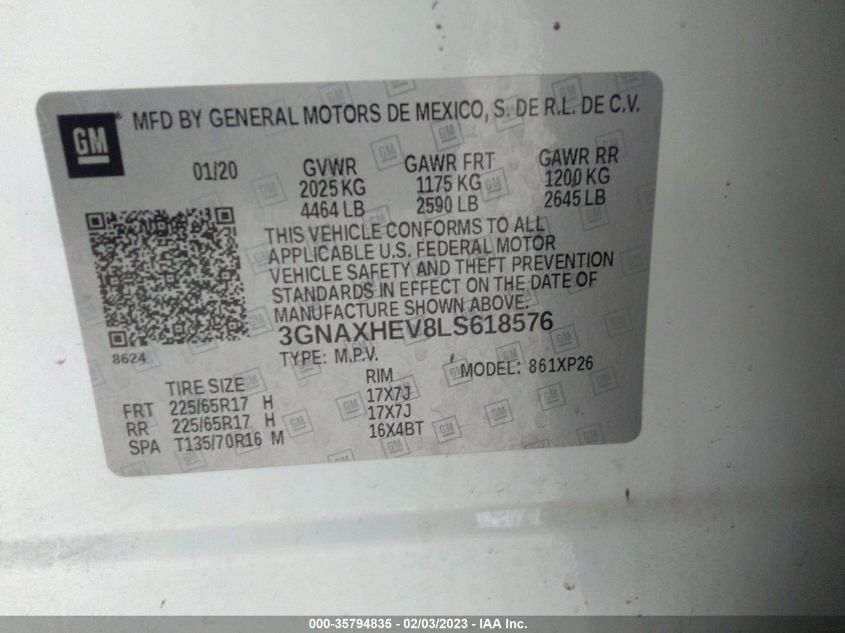 GM
MFD BY GENERAL MOTORS DE MEXICO, S. DE R.L. DE C.V.
01/20 GVWR GAWR FRT GAWR RR
2025 KG 1175 KG 1200 KG
4464 LB 2590 LB 2645 LB
THIS VEHICLE CONFORMS TO ALL
APPLICABLE U.S. FEDERAL MOTOR
VEHICLE SAFETY AND THEFT PREVENTION
STANDARDS IN EFFECT ON THE DATE OF
MANUFACTURE SHOWN ABOVE.
3GNAXHEV8LS618576
8624 TYPE: M.P.V. MODEL: 861XP26
TIRE SIZE RIM
FRT 225/65R17 H 17X7J
RR 225/65R17 H 17X7J
SPA T135/70R16 M 16X4BT
000-35794835 - 02/03/2023 - IAA Inc.